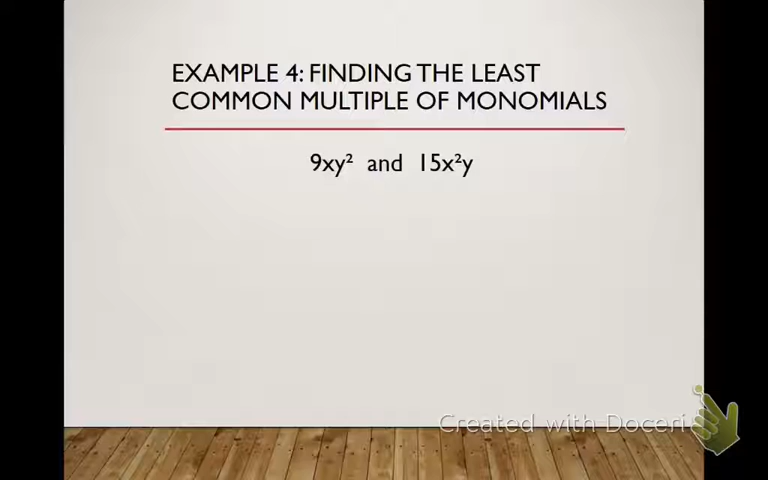 EXAMPLE 4: FINDING THE LEAST
COMMON MULTIPLE OF MONOMIALS
9xy² and 15x²y
Created with Doceri